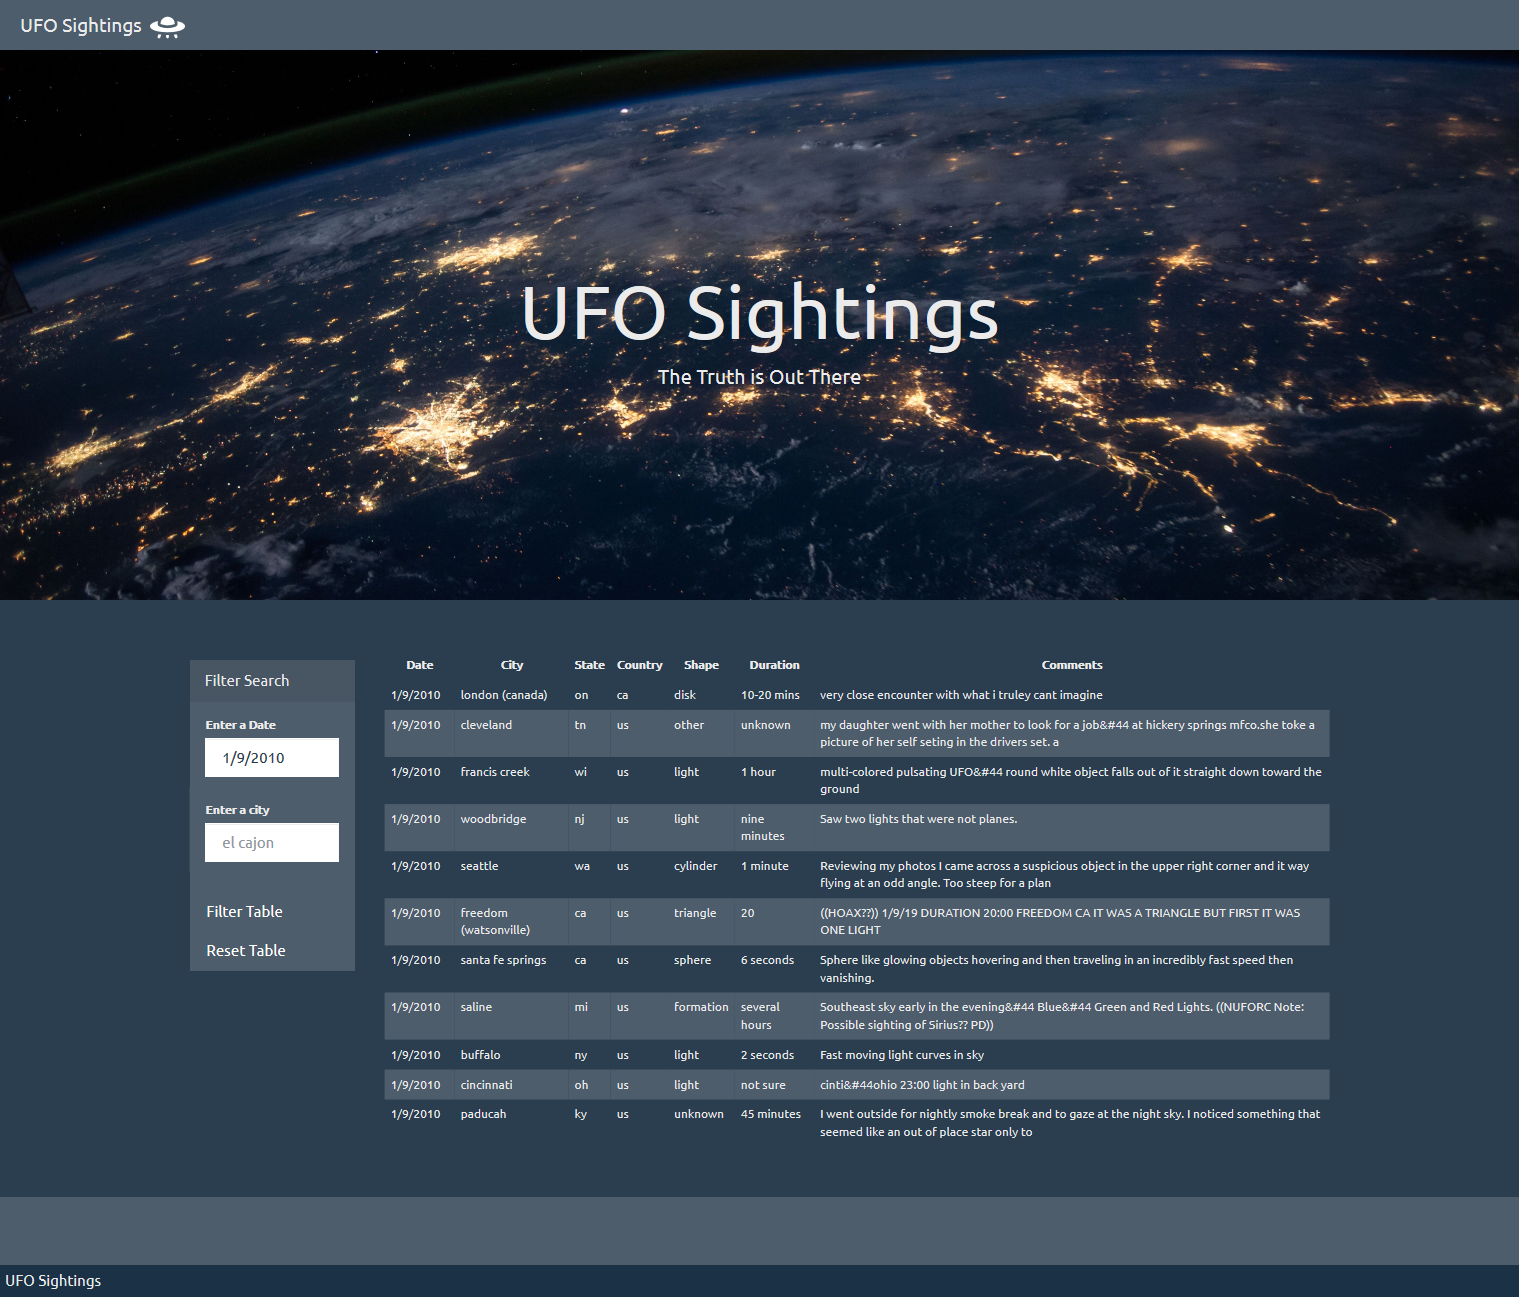 UFO Sightings
UFO Sightings
The Truth is Out There
Filter Search
Enter a Date
1/9/2010
Enter a city
el cajon
Filter Table
Reset Table
Date City State Country Shape Duration Comments
1/9/2010 london (canada) on ca disk 10-20 mins very close encounter with what i truley cant imagine
1/9/2010 cleveland tn us other unknown my daughter went with her mother to look for a job&#44 at hickery springs mfco.she toke a
picture of her self seting in the drivers set. a
1/9/2010 francis creek wi us light 1 hour multi-colored pulsating UFO&#44 round white object falls out of it straight down toward the
ground
1/9/2010 woodbridge nj us light nine Saw two lights that were not planes.
minutes
1/9/2010 seattle wa us cylinder 1 minute Reviewing my photos I came across a suspicious object in the upper right corner and it way
flying at an odd angle. Too steep for a plan
1/9/2010 freedom ca us triangle 20 ((HOAX??)) 1/9/19 DURATION 20:00 FREEDOM CA IT WAS A TRIANGLE BUT FIRST IT WAS
(watsonville) ONE LIGHT
1/9/2010 santa fe springs ca us sphere 6 seconds Sphere like glowing objects hovering and then traveling in an incredibly fast speed then
vanishing.
1/9/2010 saline mi us formation several Southeast sky early in the evening&#44 Blue&#44 Green and Red Lights. ((NUFORC Note:
hours Possible sighting of Sirius?? PD))
1/9/2010 buffalo ny us light 2 seconds Fast moving light curves in sky
1/9/2010 cincinnati oh us light not sure cinti&#44ohio 23:00 light in back yard
1/9/2010 paducah ky us unknown 45 minutes I went outside for nightly smoke break and to gaze at the night sky. I noticed something that
seemed like an out of place star only to
UFO Sightings